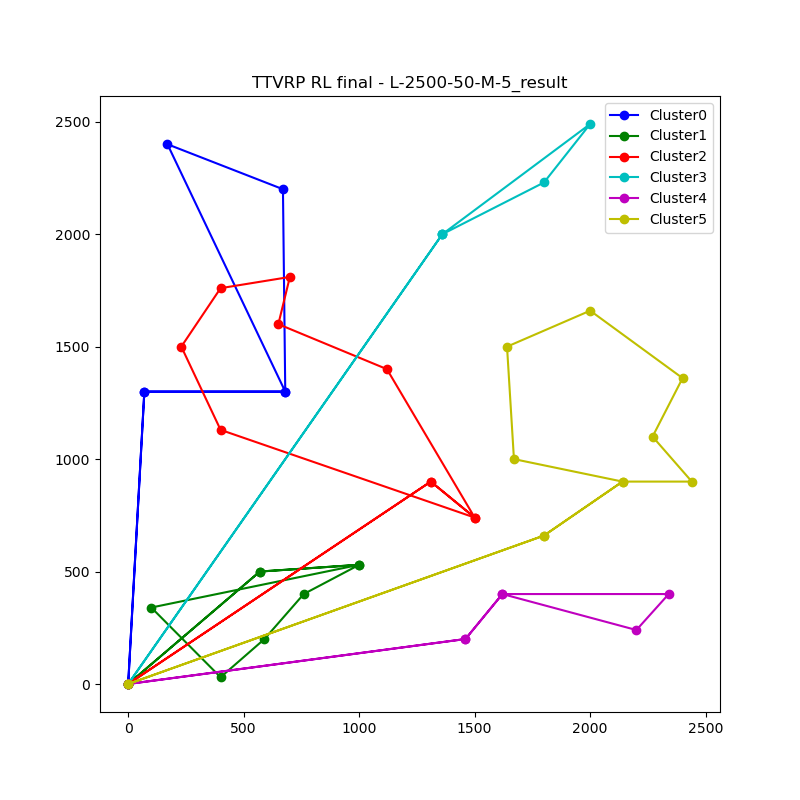 TTVRP RL final - L-2500-50-M-5_result
Cluster0
Cluster1
Cluster2
Cluster3
Cluster4
Cluster5
2500
2000
1500
1000
500
0
0 500 1000 1500 2000 2500